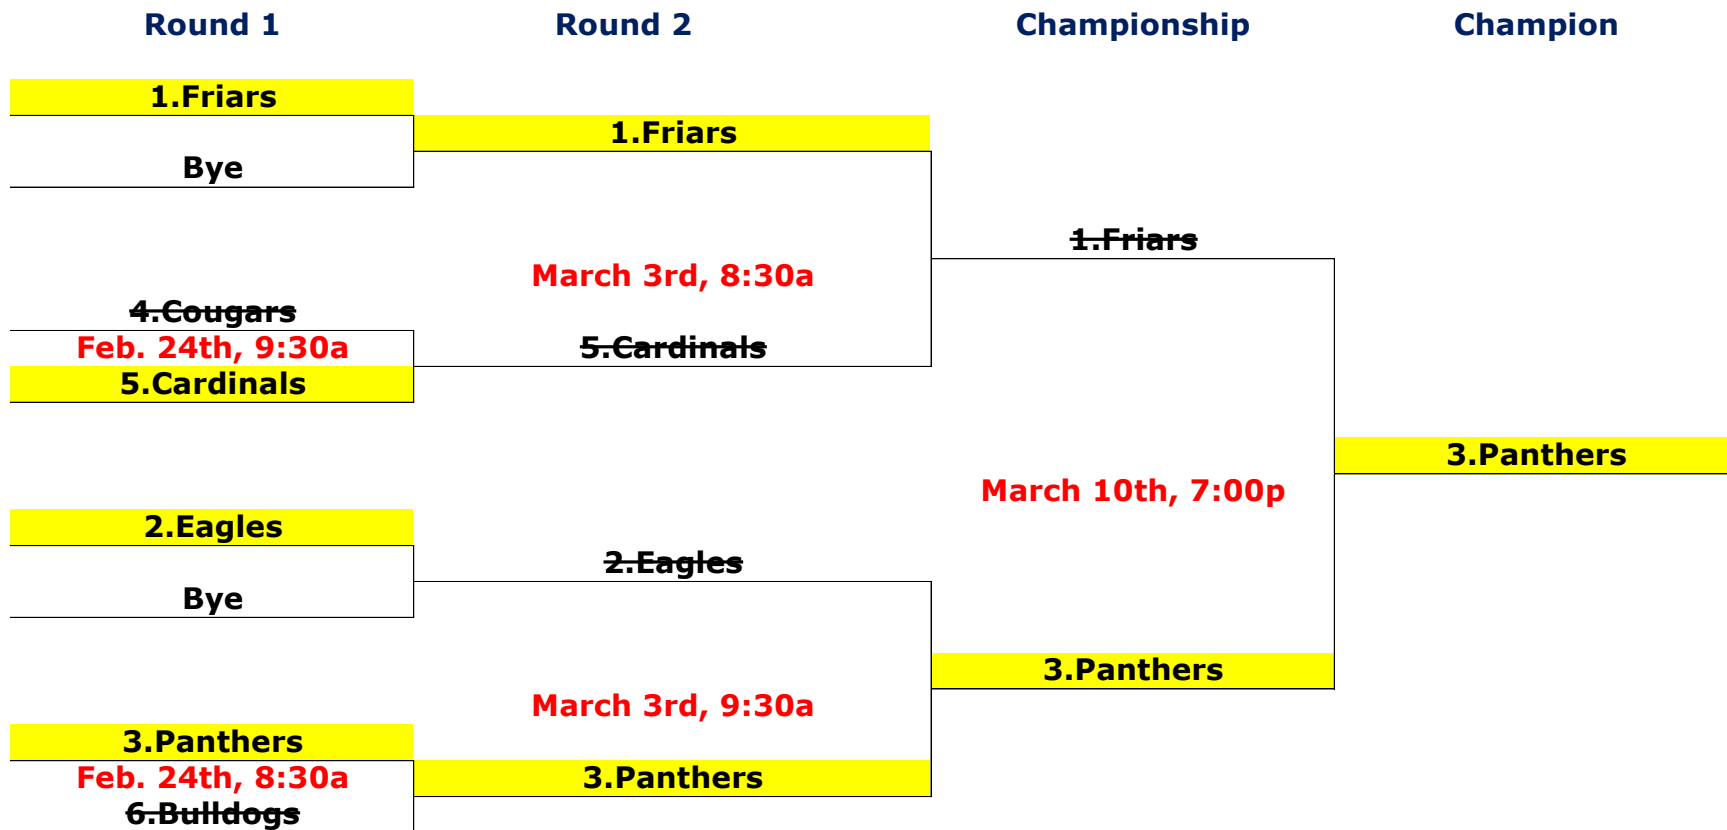 Round 1
Round 2
Championship
Champion
1.Friars
1.Friars
Bye
1.Friars
March 3rd, 8:30a
4.Cougars
Feb. 24th, 9:30a
5.Cardinals
5.Cardinals
3.Panthers
March 10th, 7:00p
2.Eagles
2.Eagles
Bye
3.Panthers
March 3rd, 9:30a
3.Panthers
Feb. 24th, 8:30a
3.Panthers
6.Bulldogs